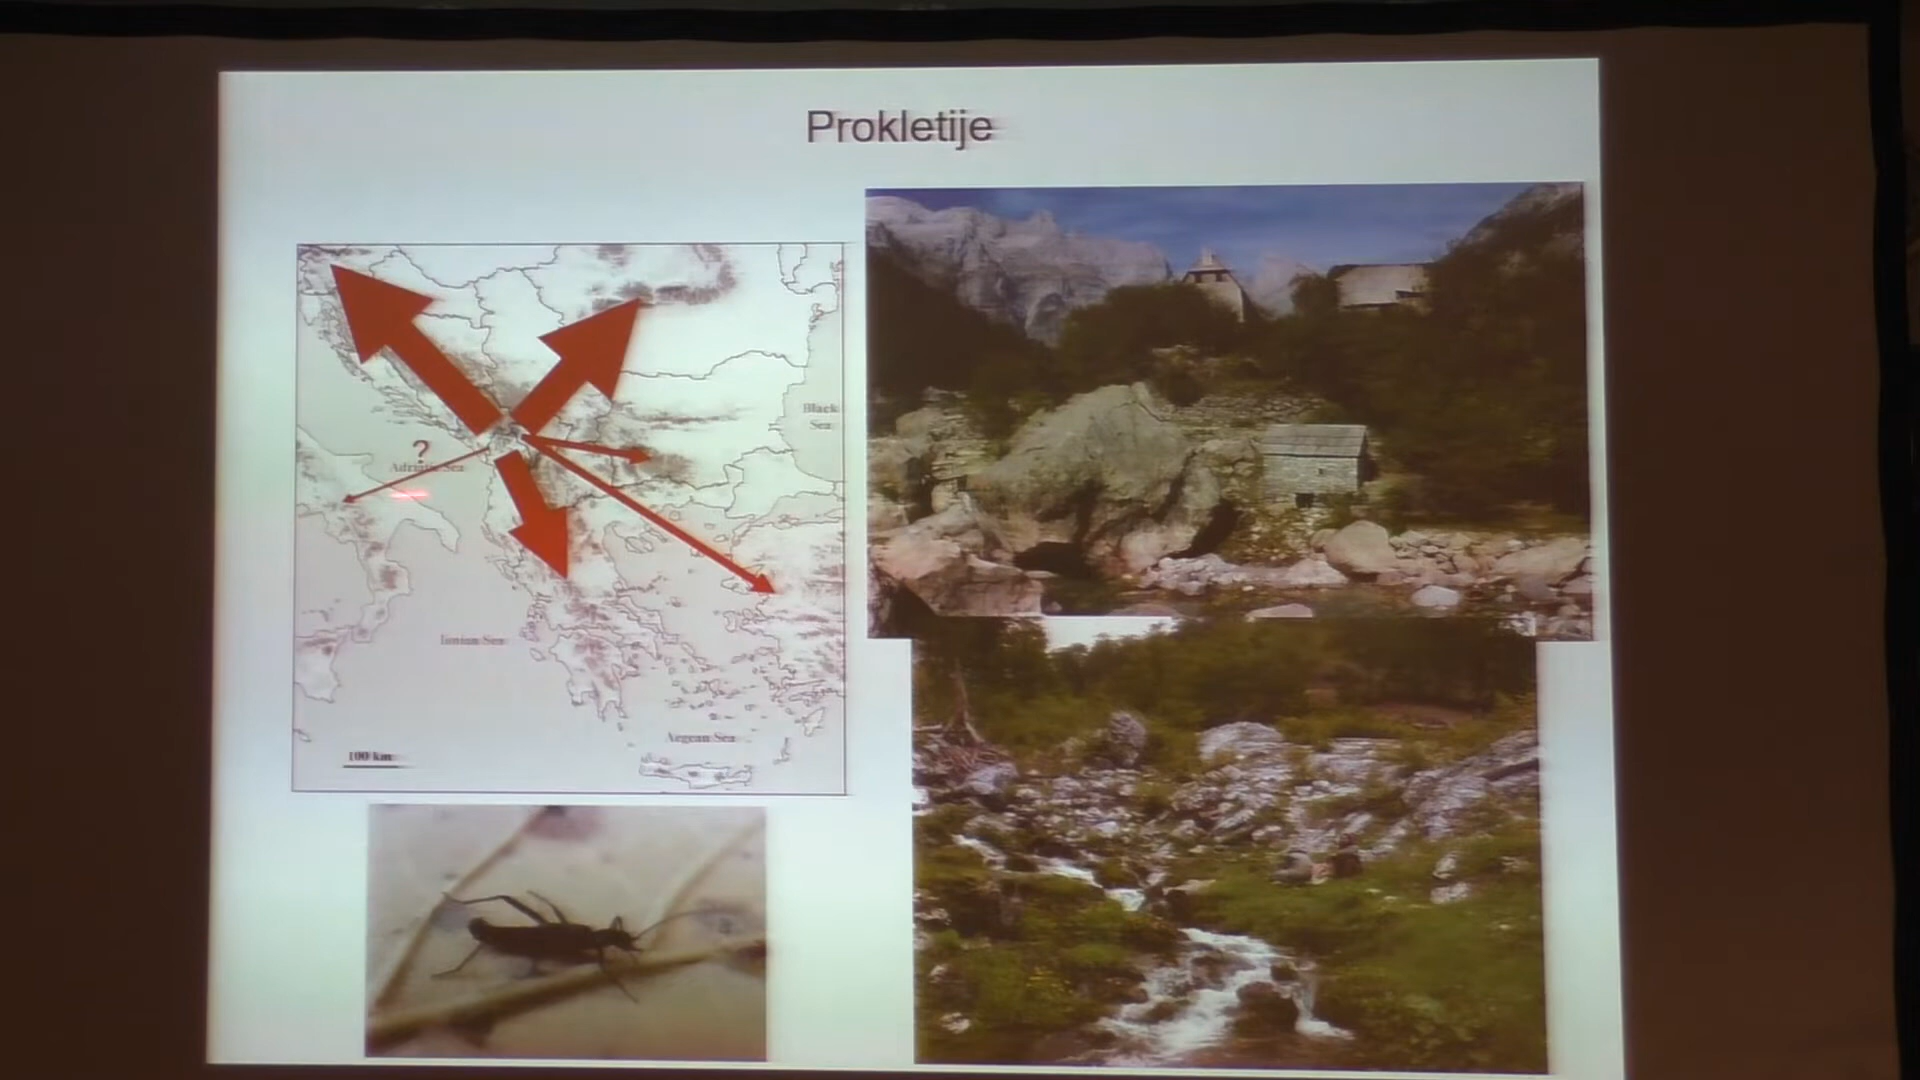 Prokletije
Black
Sea
?
Adriatic Sea
Ionian Sea
Aegean Sea
100 km